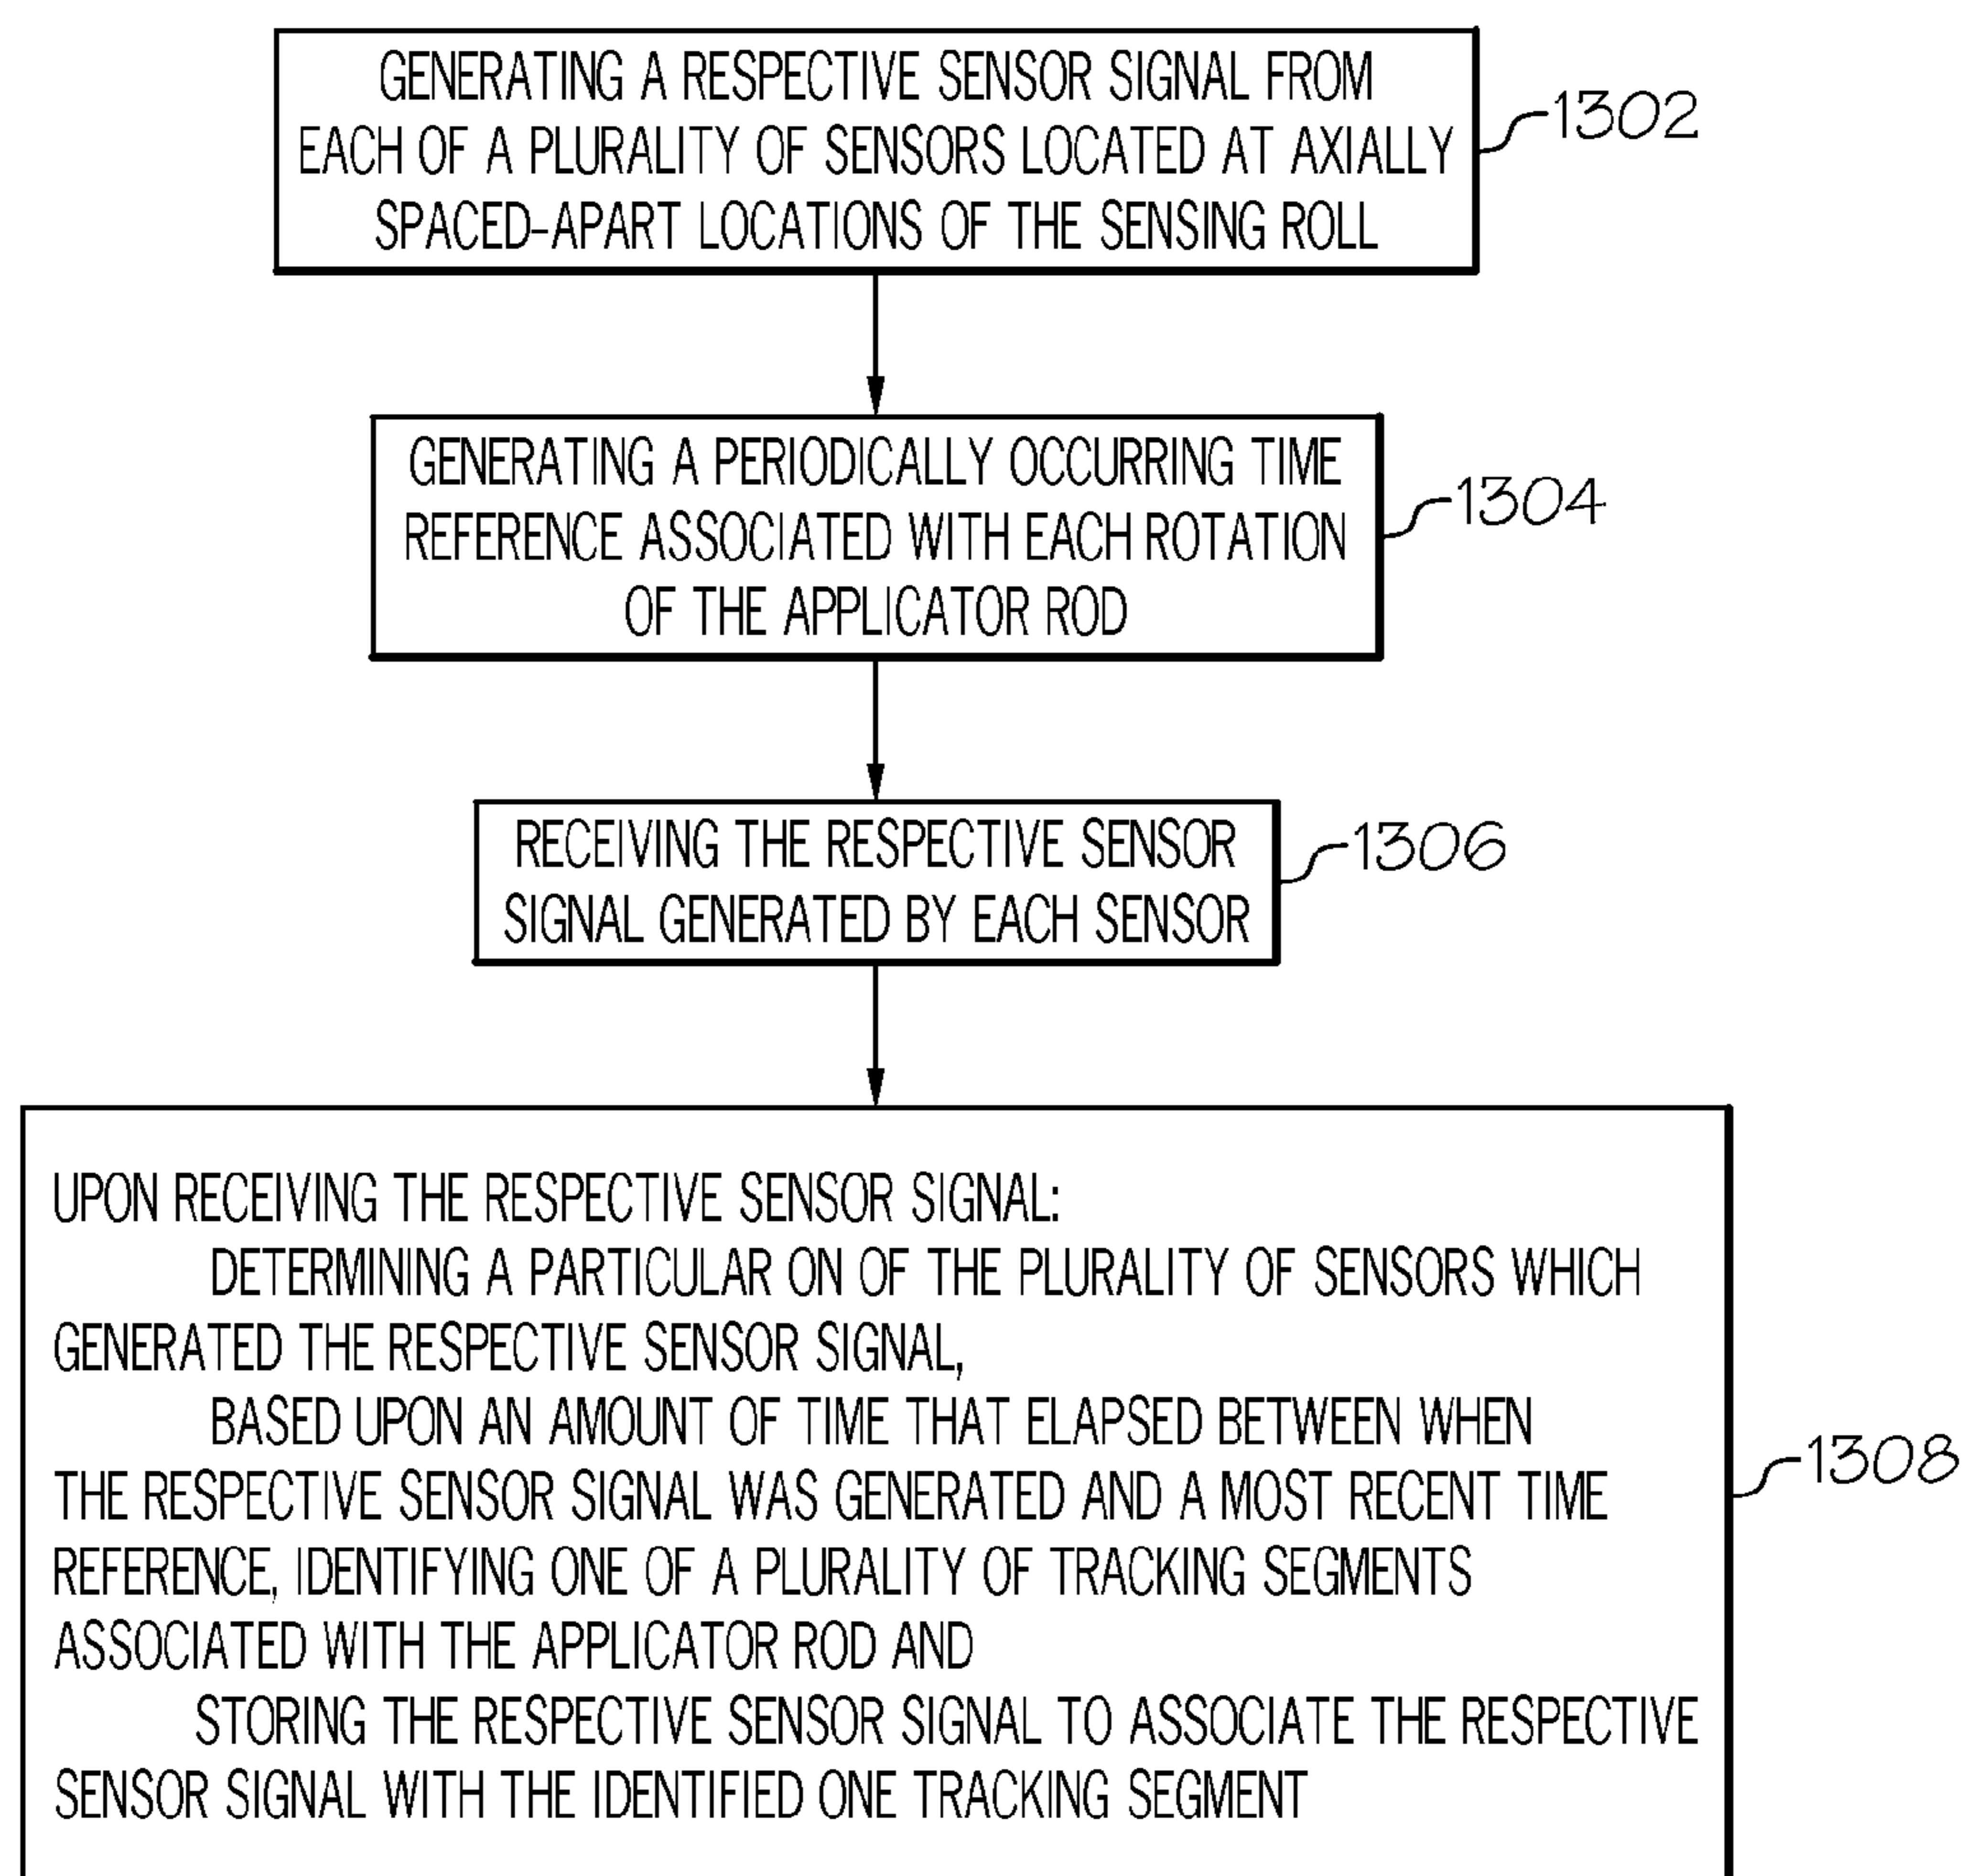 GENERATING A RESPECTIVE SENSOR SIGNAL FROM
EACH OF A PLURALITY OF SENSORS LOCATED AT AXIALLY
SPACED-APART LOCATIONS OF THE SENSING ROLL
1302
GENERATING A PERIODICALLY OCCURRING TIME
REFERENCE ASSOCIATED WITH EACH ROTATION
OF THE APPLICATOR ROD
1304
RECEIVING THE RESPECTIVE SENSOR
SIGNAL GENERATED BY EACH SENSOR
1306
UPON RECEIVING THE RESPECTIVE SENSOR SIGNAL:
DETERMINING A PARTICULAR ON OF THE PLURALITY OF SENSORS WHICH
GENERATED THE RESPECTIVE SENSOR SIGNAL,
BASED UPON AN AMOUNT OF TIME THAT ELAPSED BETWEEN WHEN
THE RESPECTIVE SENSOR SIGNAL WAS GENERATED AND A MOST RECENT TIME
REFERENCE, IDENTIFYING ONE OF A PLURALITY OF TRACKING SEGMENTS
ASSOCIATED WITH THE APPLICATOR ROD AND
STORING THE RESPECTIVE SENSOR SIGNAL TO ASSOCIATE THE RESPECTIVE
SENSOR SIGNAL WITH THE IDENTIFIED ONE TRACKING SEGMENT
1308